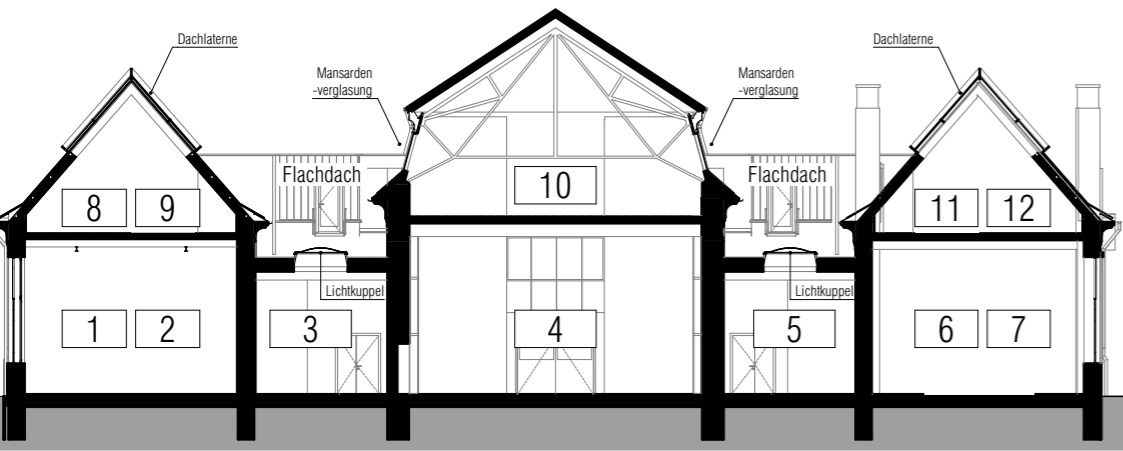 Dachlaterne
Dachlaterne
Mansarden
-verglasung
Mansarden
-verglasung
Flachdach
Flachdach
8
9
10
11
12
Lichtkuppel
Lichtkuppel
1
2
3
4
5
6
7